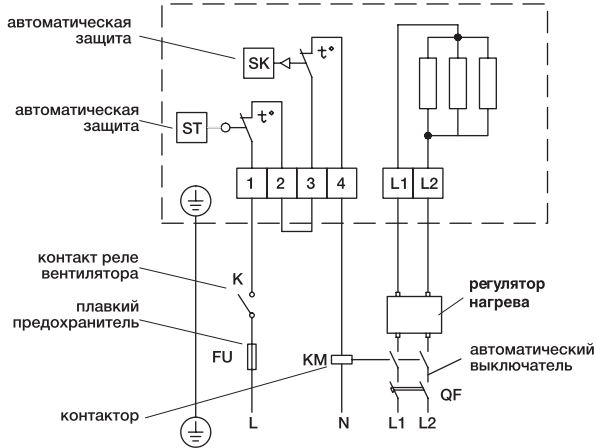 автоматическая
защита
SK
t°
автоматическая
защита
ST
t°
1 2 3 4 L1 L2
контакт реле
вентилятора
K
регулятор
нагрева
плавкий
предохранитель
FU
KM
автоматический
выключатель
QF
контактор
L N L1 L2